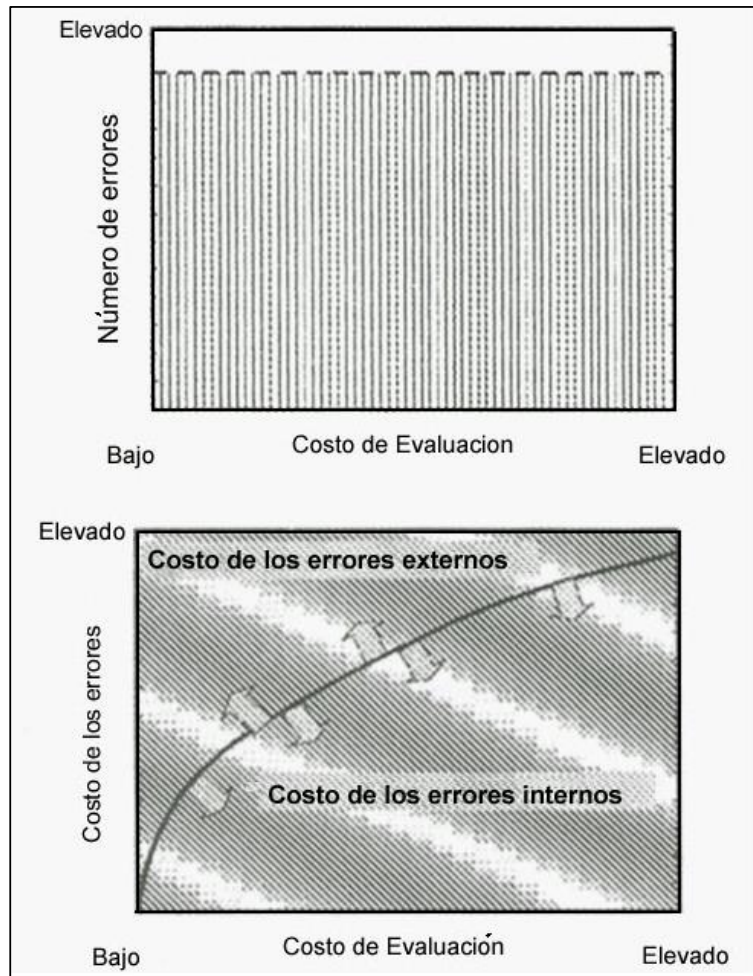 Elevado
Número de errores
Costo de Evaluacion
Bajo
Elevado
Elevado
Costo de los errores externos
Costo de los errores
Costo de los errores internos
Bajo
Costo de Evaluación
Elevado